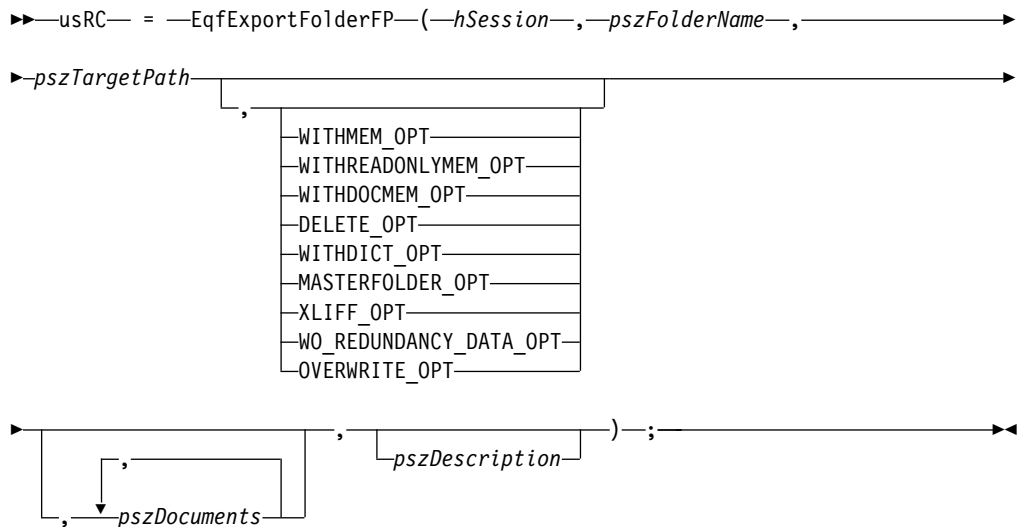 usRC = EqfExportFolderFP ( hSession , pszFolderName ,
pszTargetPath
,
WITHMEM_OPT
WITHREADONLYMEM_OPT
WITHDOCMEM_OPT
DELETE_OPT
WITHDICT_OPT
MASTERFOLDER_OPT
XLIFF_OPT
WO_REDUNDANCY_DATA_OPT
OVERWRITE_OPT
, ) ;
pszDescription
,
, pszDocuments